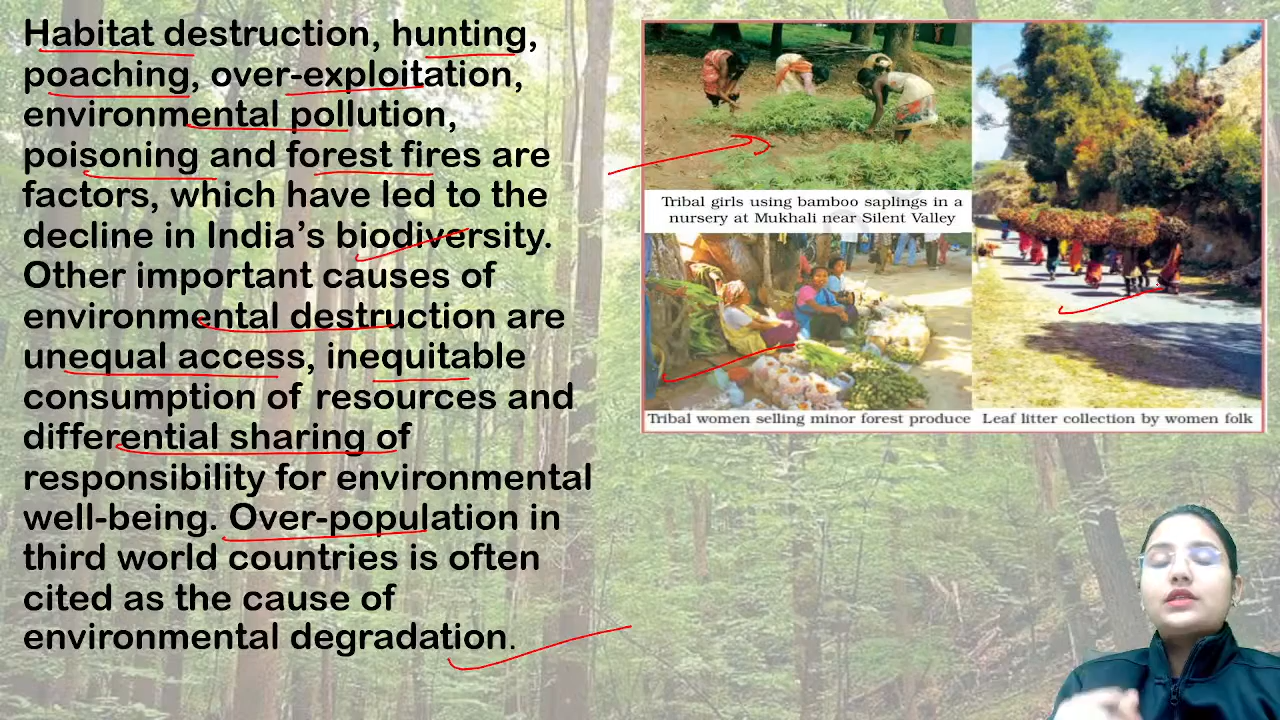 Habitat destruction, hunting,
poaching, over-exploitation,
environmental pollution,
poisoning and forest fires are
factors, which have led to the
decline in India's biodiversity.
Other important causes of
environmental destruction are
unequal access, inequitable
consumption of resources and
differential sharing of
responsibility for environmental
well-being. Over-population in
third world countries is often
cited as the cause of
environmental degradation.
Tribal girls using bamboo saplings in a
nursery at Mukhali near Silent Valley
Tribal women selling minor forest produce
Leaf litter collection by women folk